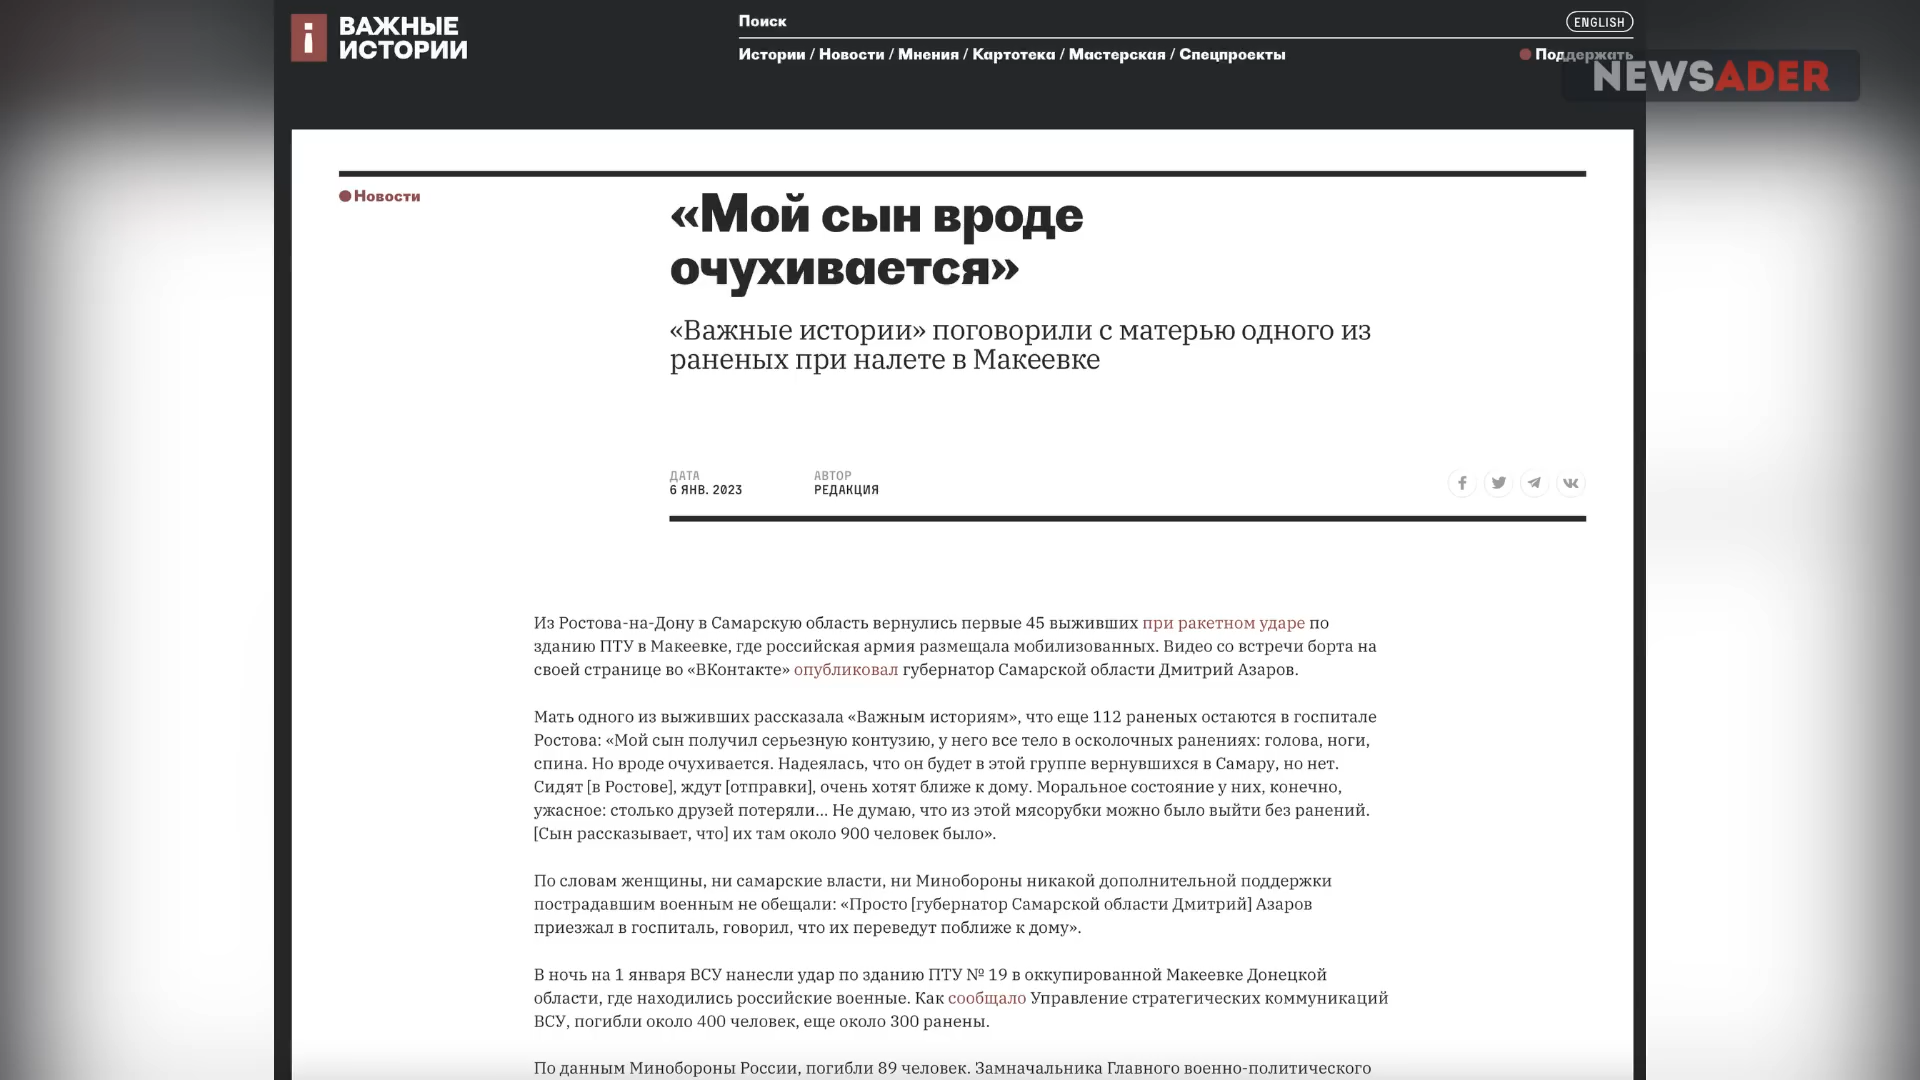 ВАЖНЫЕ
ИСТОРИИ
Поиск
ENGLISH
Истории / Новости / Мнения / Картотека / Мастерская / Спецпроекты
Поддержать
NEWSADER
Новости
«Мой сын вроде
очухивается»
«Важные истории» поговорили с матерью одного из
раненых при налете в Макеевке
ДАТА
6 ЯНВ. 2023
АВТОР
РЕДАКЦИЯ
Из Ростова-на-Дону в Самарскую область вернулись первые 45 выживших при ракетном ударе по
зданию ПТУ в Макеевке, где российская армия размещала мобилизованных. Видео со встречи борта на
своей странице во «ВКонтакте» опубликовал губернатор Самарской области Дмитрий Азаров.
Мать одного из выживших рассказала «Важным историям», что еще 112 раненых остаются в госпитале
Ростова: «Мой сын получил серьезную контузию, у него все тело в осколочных ранениях: голова, ноги,
спина. Но вроде очухивается. Надеялась, что он будет в этой группе вернувшихся в Самару, но нет.
Сидят [в Ростове], ждут [отправки], очень хотят ближе к дому. Моральное состояние у них, конечно,
ужасное: столько друзей потеряли… Не думаю, что из этой мясорубки можно было выйти без ранений.
[Сын рассказывает, что] их там около 900 человек было».
По словам женщины, ни самарские власти, ни Минобороны никакой дополнительной поддержки
пострадавшим военным не обещали: «Просто [губернатор Самарской области Дмитрий] Азаров
приезжал в госпиталь, говорил, что их переведут поближе к дому».
В ночь на 1 января ВСУ нанесли удар по зданию ПТУ № 19 в оккупированной Макеевке Донецкой
области, где находились российские военные. Как сообщало Управление стратегических коммуникаций
ВСУ, погибли около 400 человек, еще около 300 ранены.
По данным Минобороны России, погибли 89 человек. Замначальника Главного военно-политического